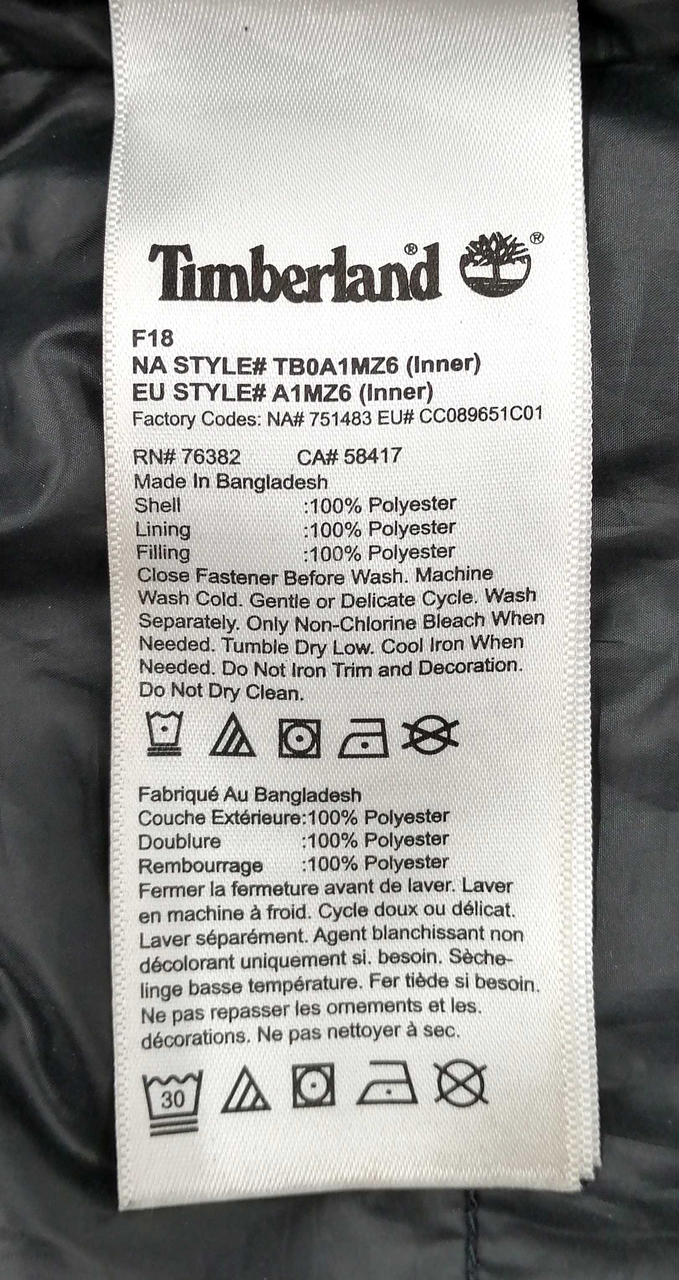 Timberland® ®
F18
NA STYLE# TB0A1MZ6 (Inner)
EU STYLE# A1MZ6 (Inner)
Factory Codes: NA# 751483 EU# CC089651C01
RN# 76382 CA# 58417
Made In Bangladesh
Shell :100% Polyester
Lining :100% Polyester
Filling :100% Polyester
Close Fastener Before Wash. Machine
Wash Cold. Gentle or Delicate Cycle. Wash
Separately. Only Non-Chlorine Bleach When
Needed. Tumble Dry Low. Cool Iron When
Needed. Do Not Iron Trim and Decoration.
Do Not Dry Clean.
Fabriqué Au Bangladesh
Couche Extérieure:100% Polyester
Doublure :100% Polyester
Rembourrage :100% Polyester
Fermer la fermeture avant de laver. Laver
en machine à froid. Cycle doux ou délicat.
Laver séparément. Agent blanchissant non
décolorant uniquement si. besoin. Sèche-
linge basse température. Fer tiède si besoin.
Ne pas repasser les ornements et les.
décorations. Ne pas nettoyer à sec.
30